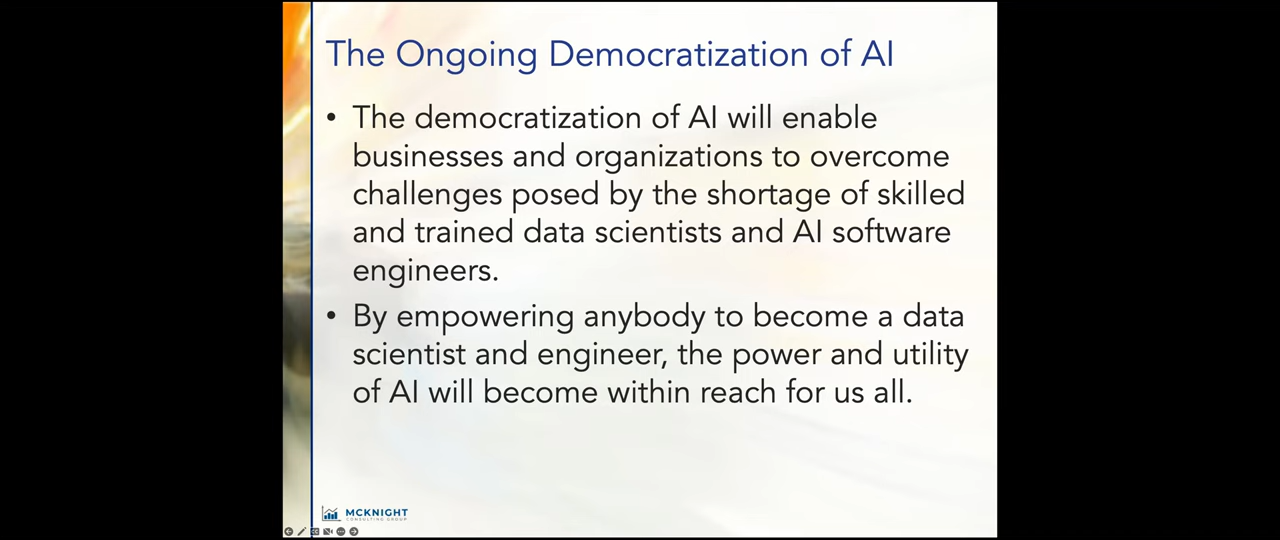 The Ongoing Democratization of AI
• The democratization of AI will enable
businesses and organizations to overcome
challenges posed by the shortage of skilled
and trained data scientists and AI software
engineers.
• By empowering anybody to become a data
scientist and engineer, the power and utility
of AI will become within reach for us all.
MCKNIGHT
CONSULTING GROUP